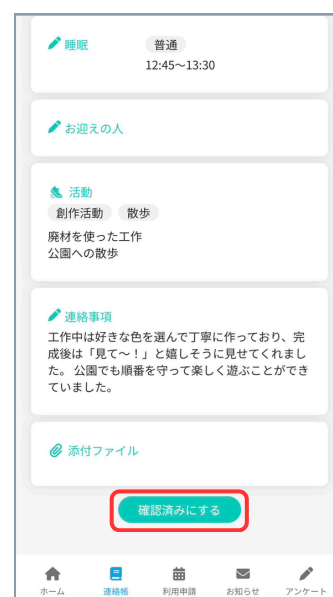 睡眠 普通
12:45〜13:30
お迎えの人
活動
創作活動 散歩
廃材を使った工作
公園への散歩
連絡事項
工作中は好きな色を選んで丁寧に作っており、完
成後は「見て〜！」と嬉しそうに見せてくれまし
た。 公園でも順番を守って楽しく遊ぶことができ
ていました。
添付ファイル
確認済みにする
ホーム 連絡帳 利用申請 お知らせ アンケート